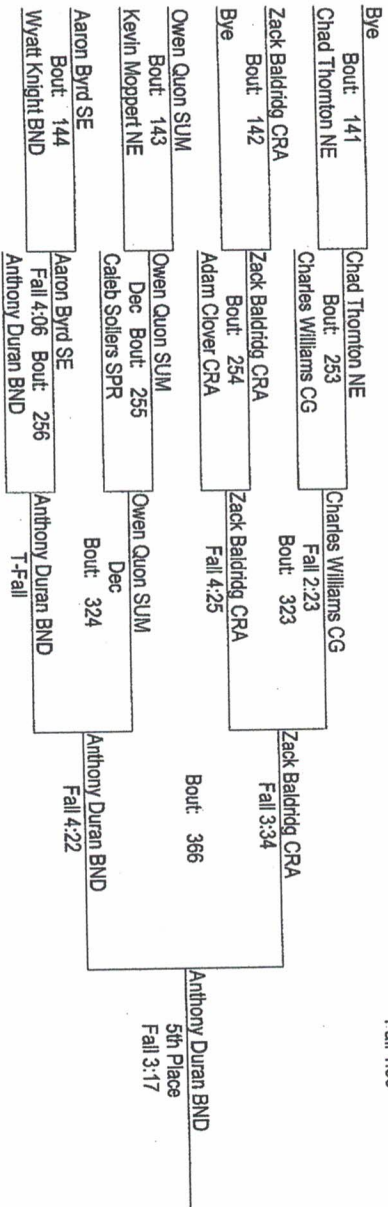 Bye
Bout: 141
Chad Thornton NE
Zack Baldridg CRA
Bout: 142
Bye
Owen Quon SUM
Bout: 143
Kevin Moppert NE
Aaron Byrd SE
Bout: 144
Wyatt Knight BND
Chad Thornton NE
Bout: 253
Charles Williams CG
Zack Baldridg CRA
Bout: 254
Adam Clover CRA
Owen Quon SUM
Dec Bout: 255
Caleb Sollers SPR
Aaron Byrd SE
Fall 4:06 Bout: 256
Anthony Duran BND
Charles Williams CG
Fall 2:23
Bout: 323
Zack Baldridg CRA
Fall 4:25
Owen Quon SUM
Dec
Bout: 324
Anthony Duran BND
T-Fall
Zack Baldridg CRA
Fall 3:34
Bout: 366
Anthony Duran BND
Fall 4:22
Anthony Duran BND
5th Place
Fall 3:17